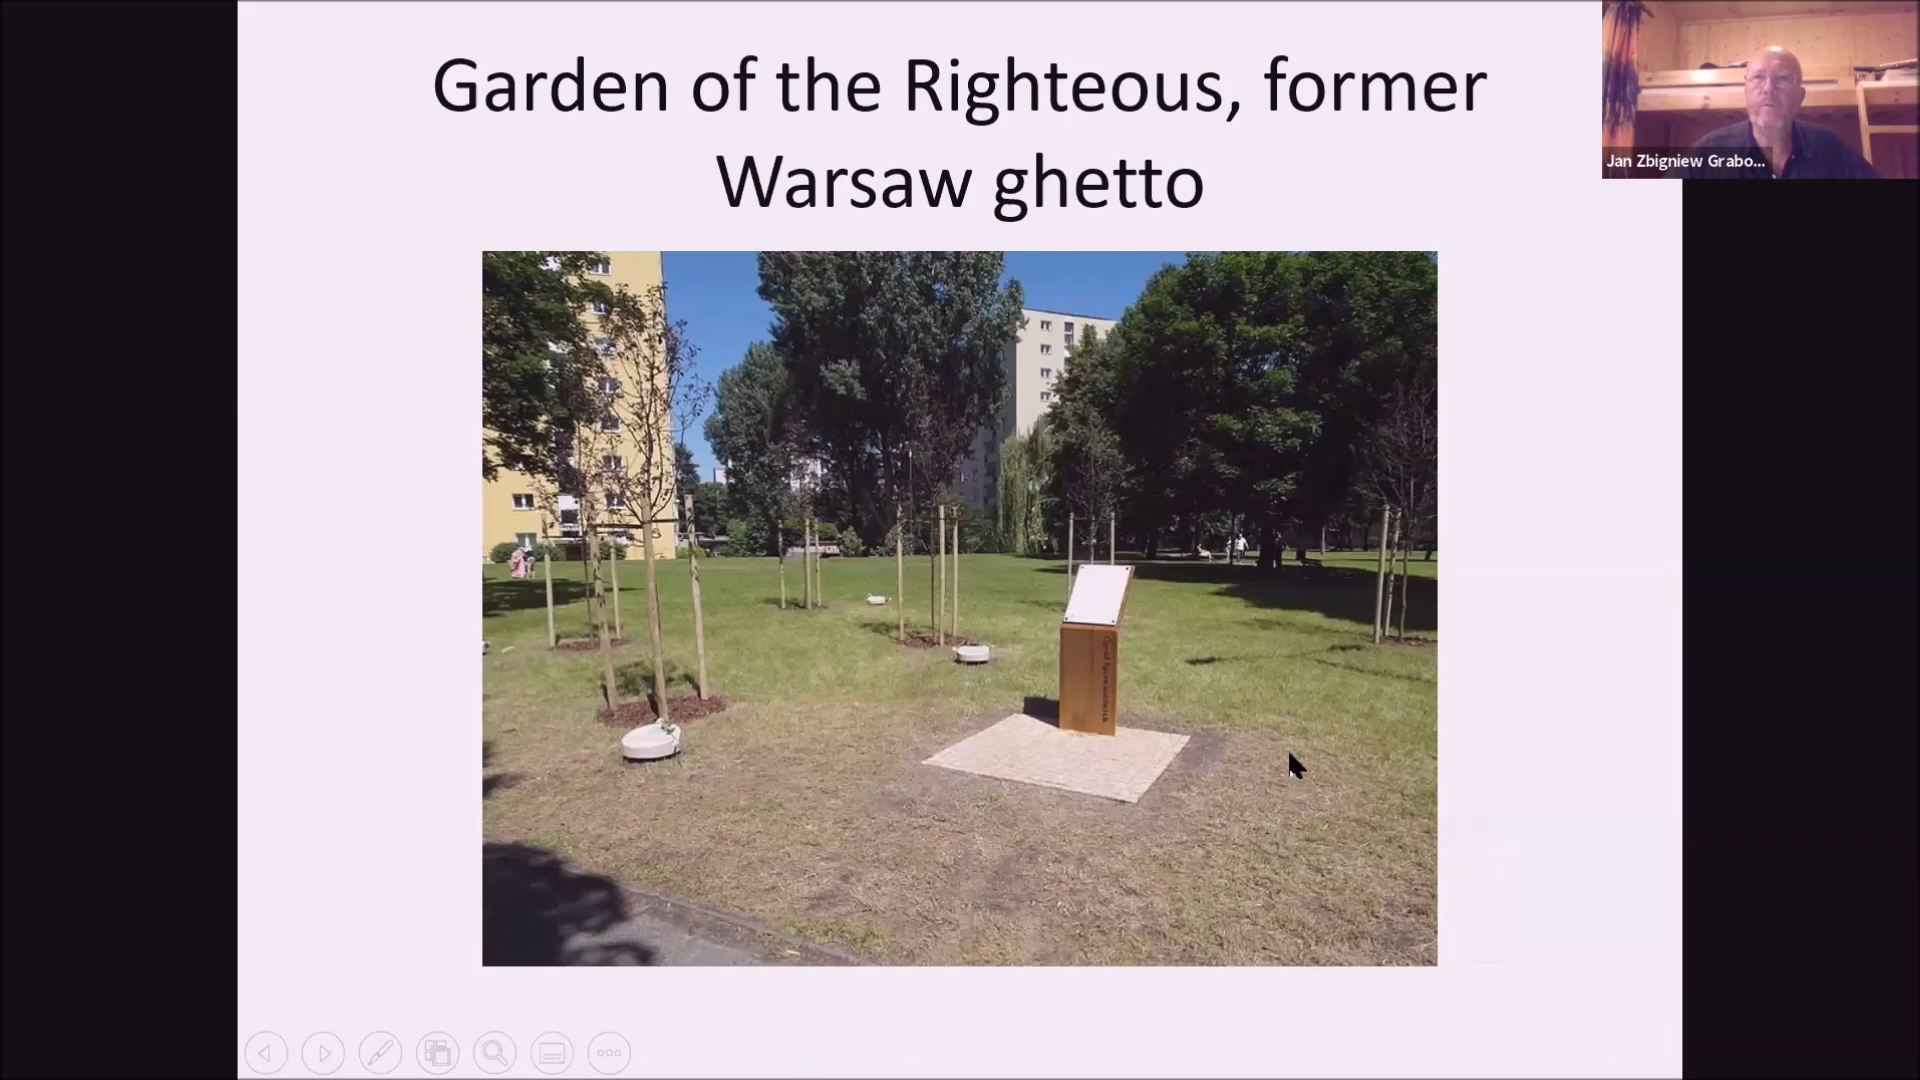 Garden of the Righteous, former
Warsaw ghetto
Jan Zbigniew Grabo...